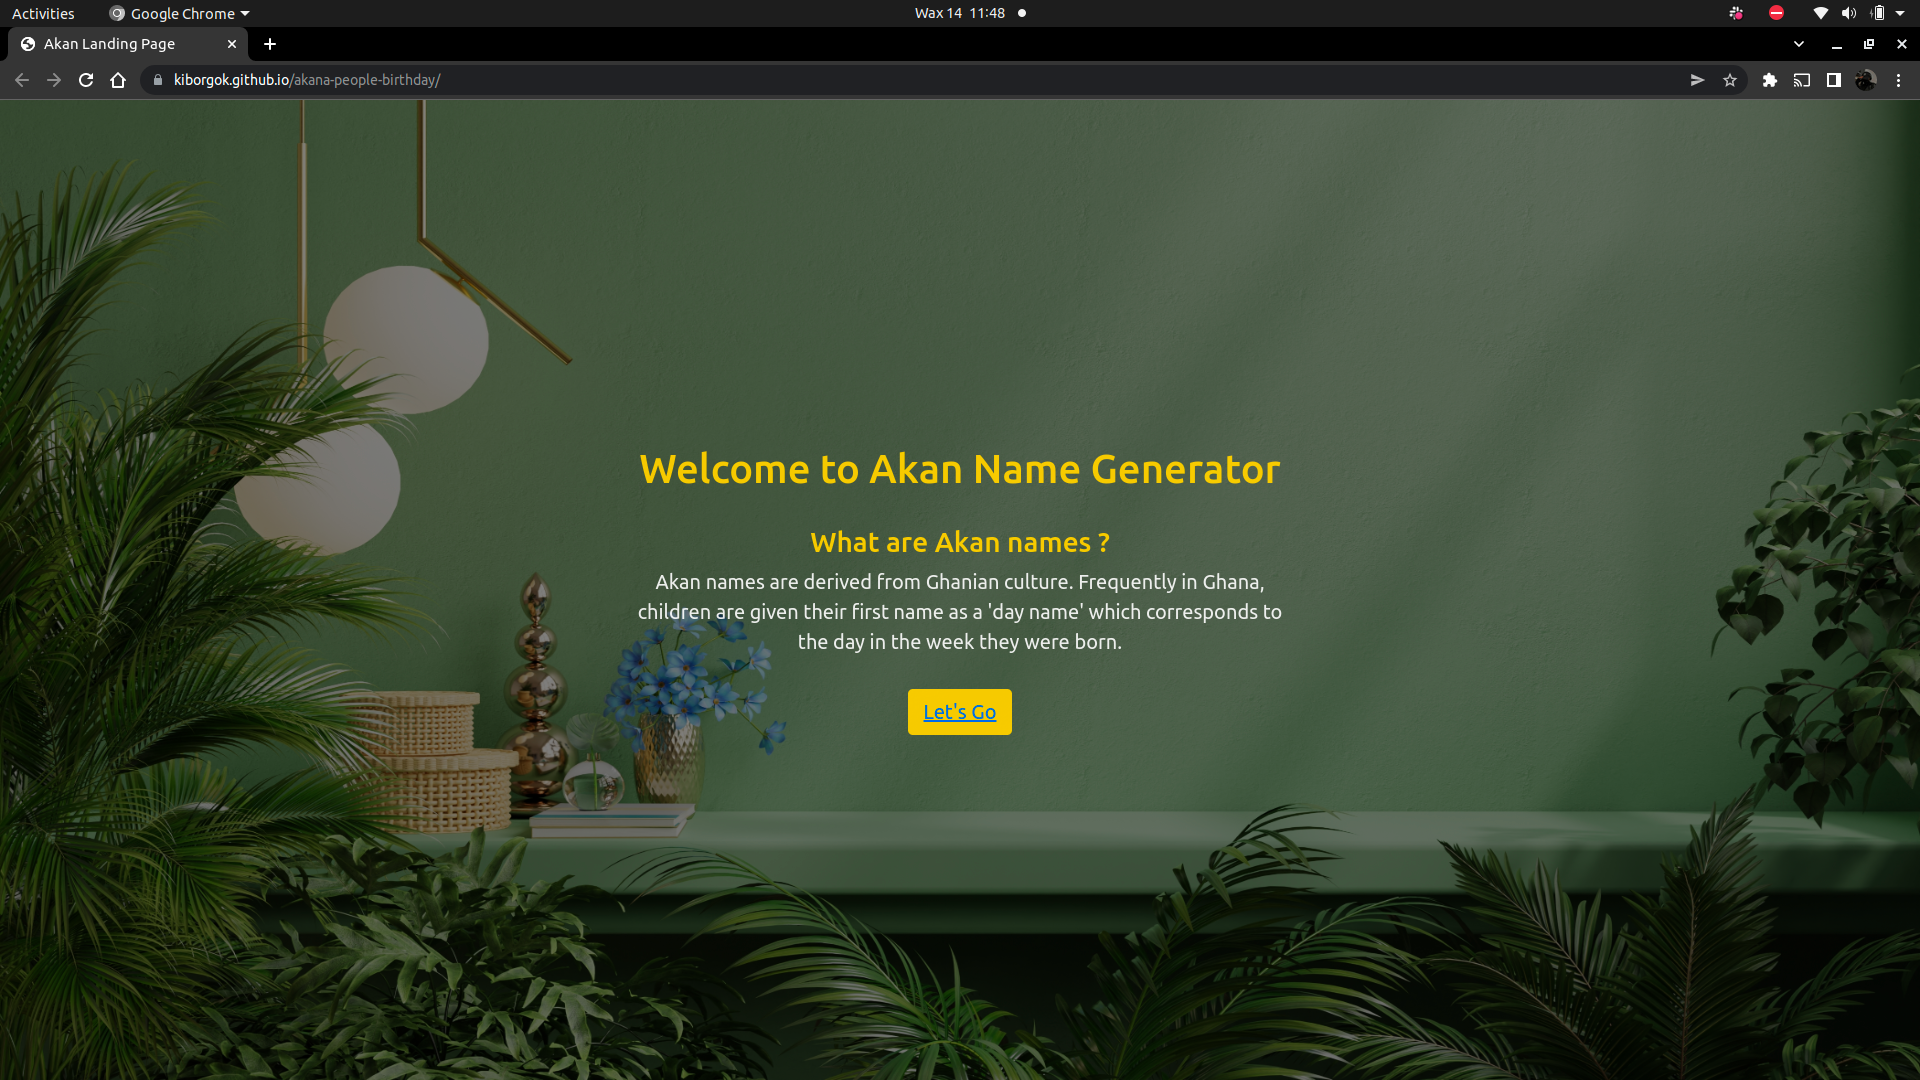 Activities
Google Chrome
Wax 14 11:48
Akan Landing Page
kiborgok.github.io/akana-people-birthday/
Welcome to Akan Name Generator
What are Akan names ?
Akan names are derived from Ghanian culture. Frequently in Ghana,
children are given their first name as a 'day name' which corresponds to
the day in the week they were born.
Let's Go